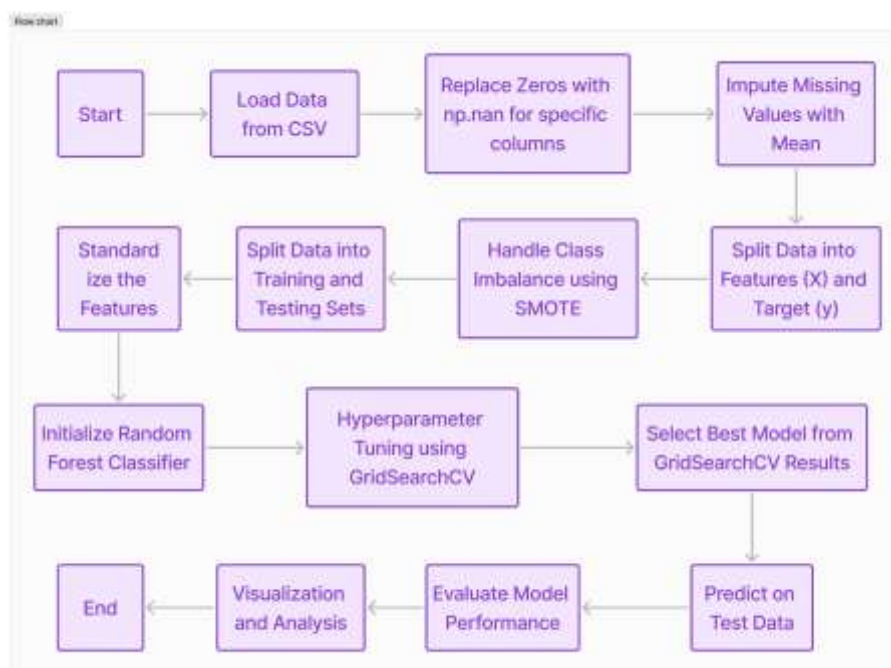 Flow chart
Start
Load Data
from CSV
Replace Zeros with
np.nan for specific
columns
Impute Missing
Values with
Mean
Split Data into
Features (X) and
Target (y)
Handle Class
Imbalance using
SMOTE
Split Data into
Training and
Testing Sets
Standard
ize the
Features
Initialize Random
Forest Classifier
Hyperparameter
Tuning using
GridSearchCV
Select Best Model from
GridSearchCV Results
Predict on
Test Data
Evaluate Model
Performance
Visualization
and Analysis
End